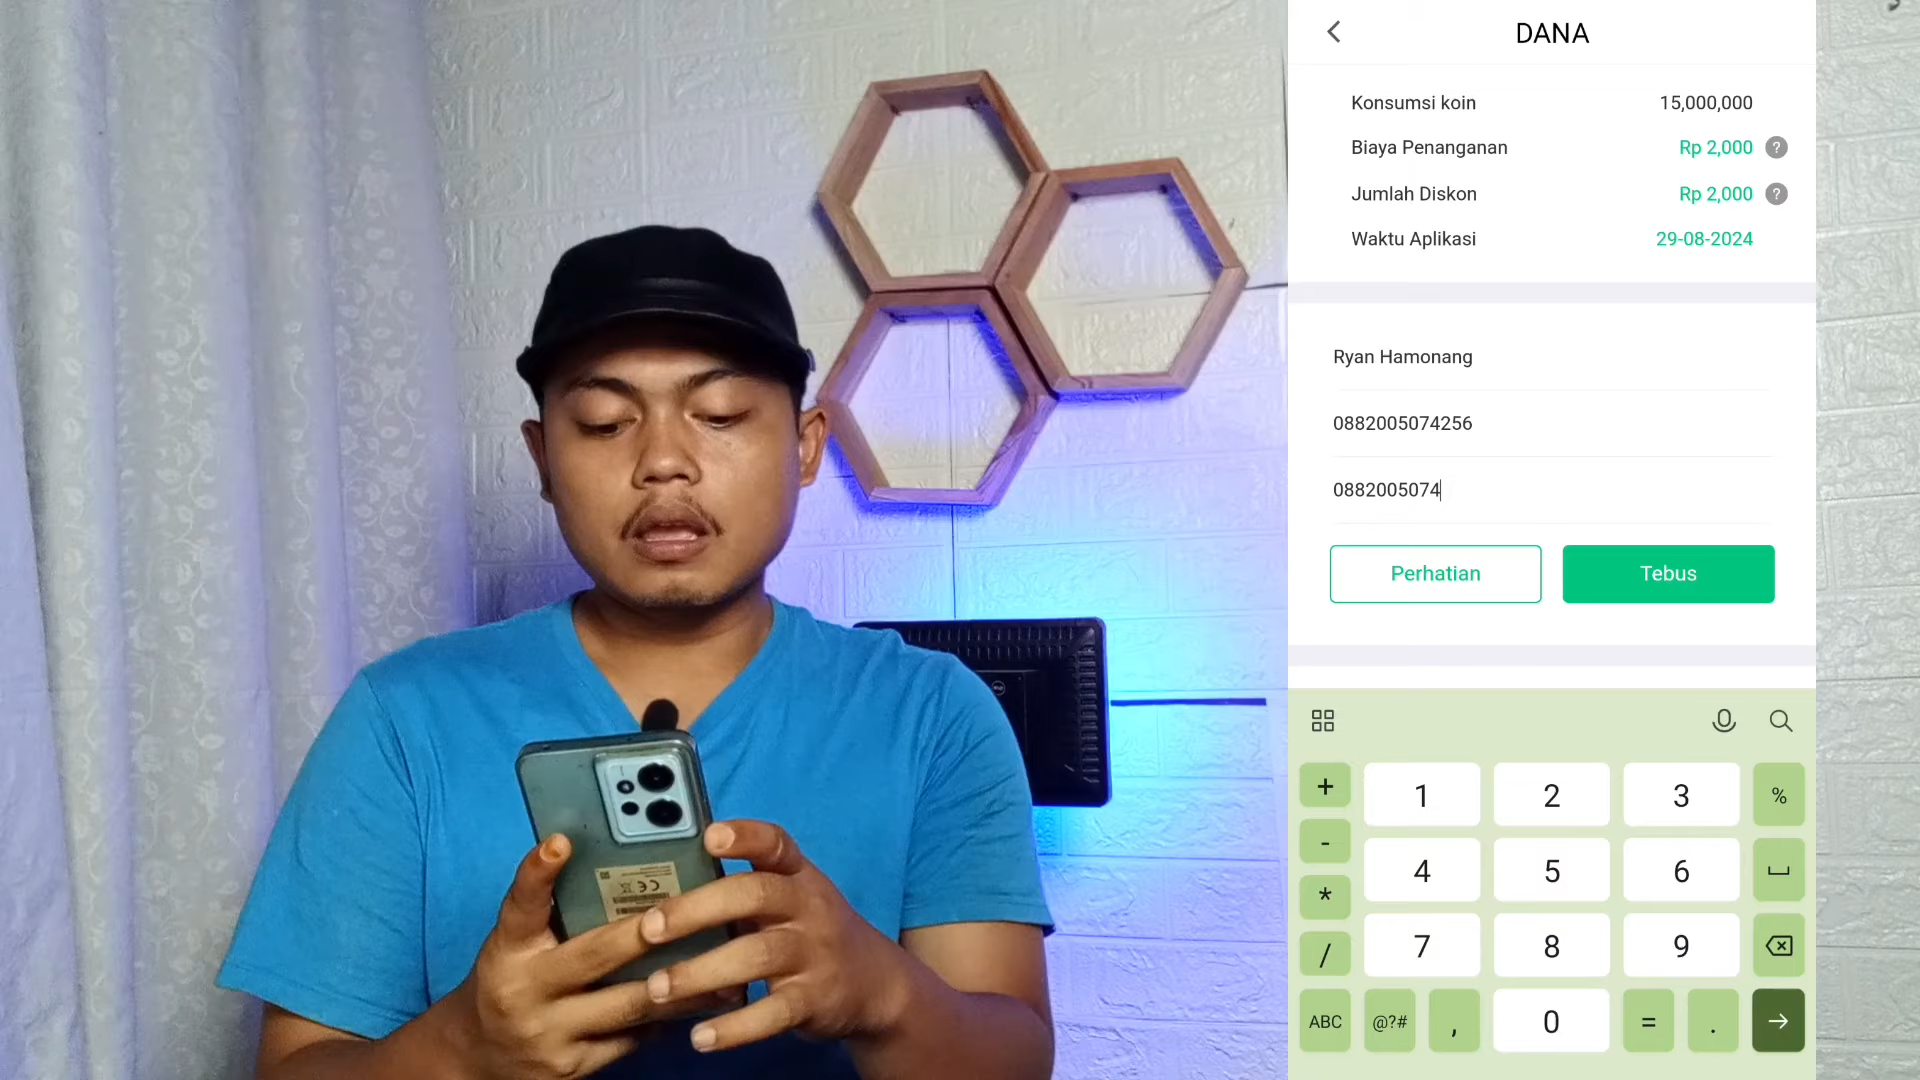 DANA
Konsumsi koin 15,000,000
Biaya Penanganan Rp 2,000 ?
Jumlah Diskon Rp 2,000 ?
Waktu Aplikasi 29-08-2024
Ryan Hamonang
0882005074256
0882005074
Perhatian Tebus
+ 1 2 3 %
- 4 5 6
* 7 8 9
/
ABC @?# , 0 = .
CE